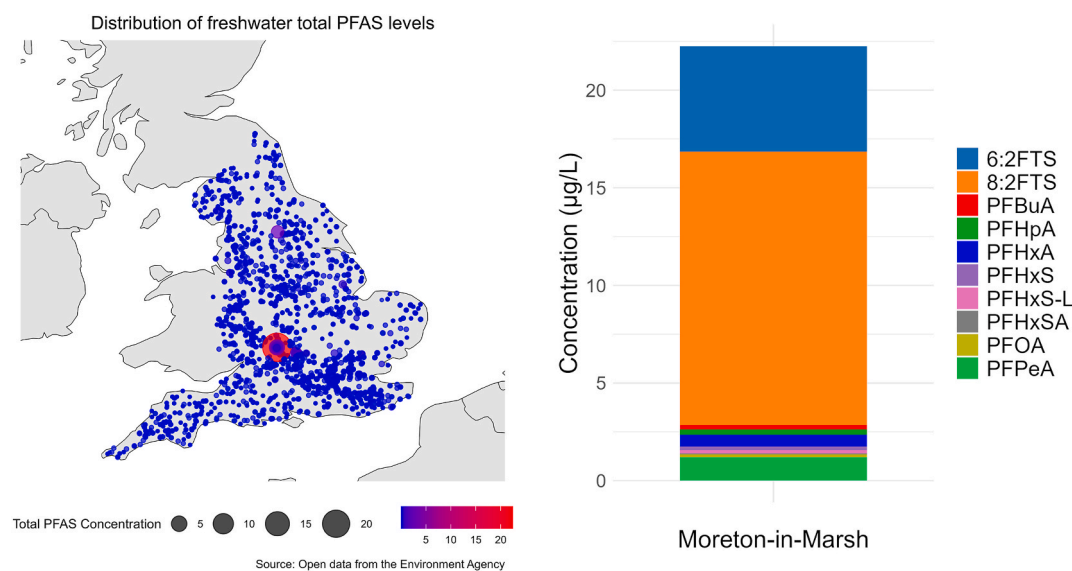 Distribution of freshwater total PFAS levels
Total PFAS Concentration 5 10 15 20
5 10 15 20
Source: Open data from the Environment Agency
Concentration (µg/L)
20
15
10
5
0
Moreton-in-Marsh
6:2FTS
8:2FTS
PFBuA
PFHpA
PFHxA
PFHxS
PFHxS-L
PFHxSA
PFOA
PFPeA